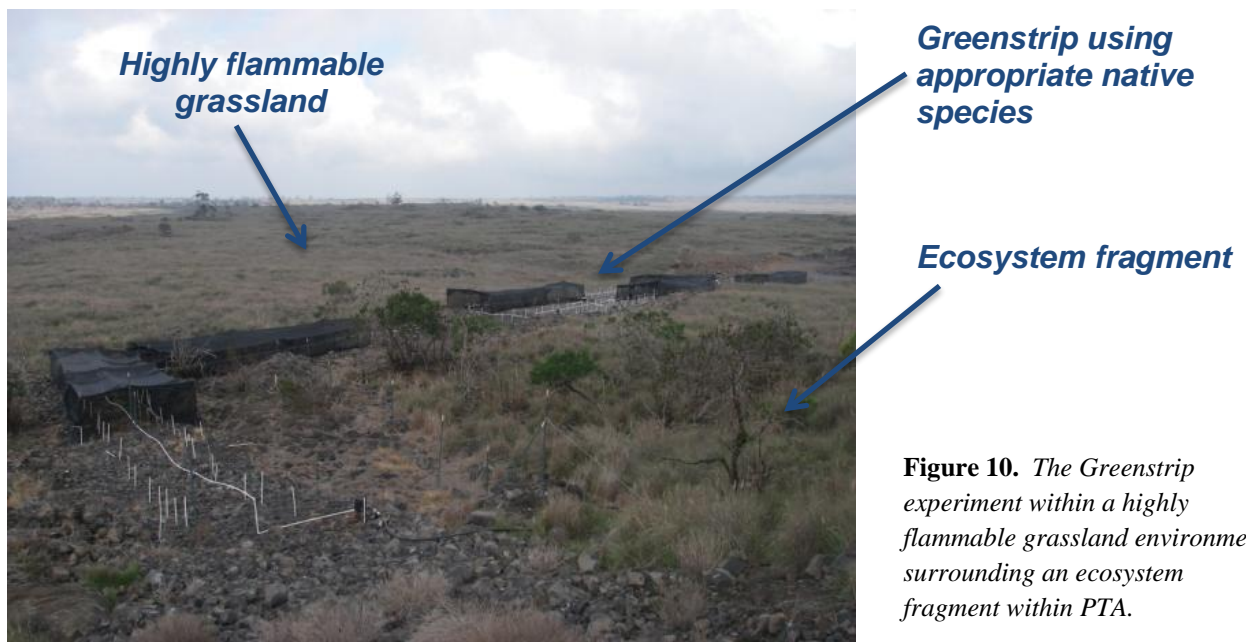 Highly flammable
grassland
Greenstrip using
appropriate native
species
Ecosystem fragment
Figure 10. The Greenstrip
experiment within a highly
flammable grassland environme
surrounding an ecosystem
fragment within PTA.